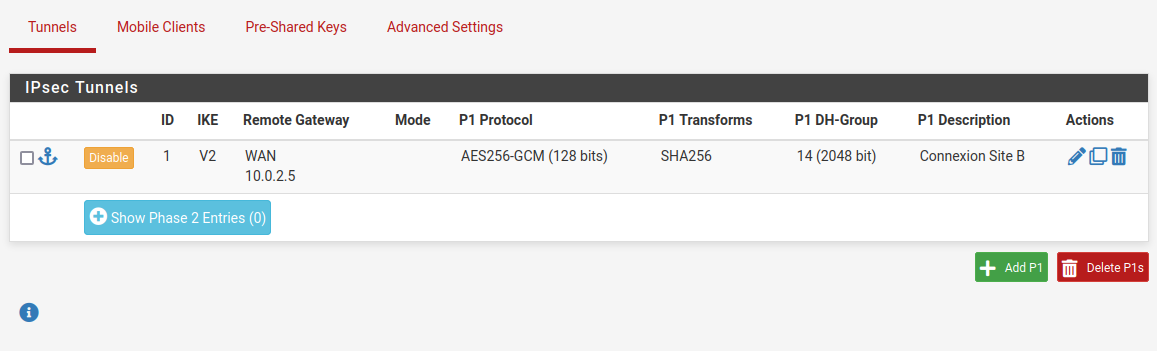 Tunnels Mobile Clients Pre-Shared Keys Advanced Settings
IPsec Tunnels
ID IKE Remote Gateway Mode P1 Protocol P1 Transforms P1 DH-Group P1 Description Actions
Disable 1 V2 WAN AES256-GCM (128 bits) SHA256 14 (2048 bit) Connexion Site B
10.0.2.5
Show Phase 2 Entries (0)
Add P1 Delete P1s